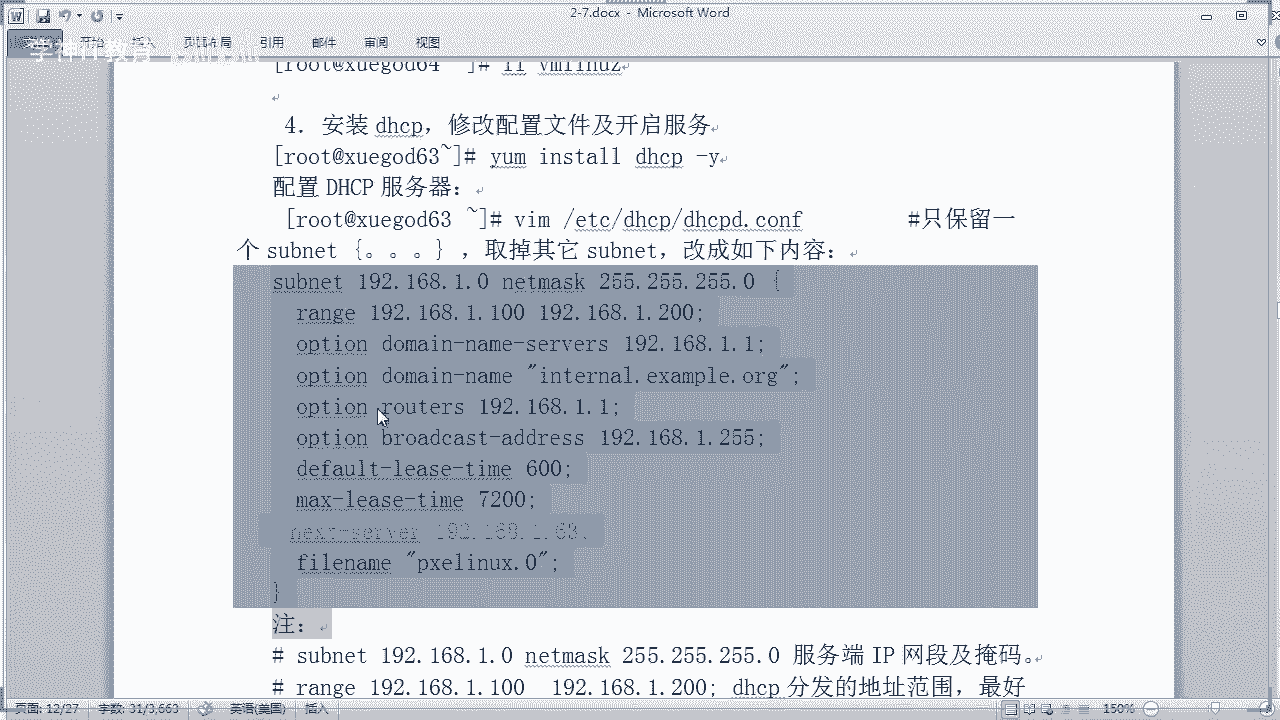 2-7.docx - Microsoft Word
页面布局 引用 邮件 审阅 视图
学神IT教育
[root@xuegod64 ~]# ll vmlinuz
4. 安装 dhcp，修改配置文件及开启服务
[root@xuegod63~]# yum install dhcp -y
配置 DHCP 服务器：
[root@xuegod63 ~]# vim /etc/dhcp/dhcpd.conf #只保留一
个 subnet {。。。}，取掉其它 subnet，改成如下内容：
subnet 192.168.1.0 netmask 255.255.255.0 {
range 192.168.1.100 192.168.1.200;
option domain-name-servers 192.168.1.1;
option domain-name "internal.example.org";
option routers 192.168.1.1;
option broadcast-address 192.168.1.255;
default-lease-time 600;
max-lease-time 7200;
next-server 192.168.1.63;
filename "pxelinux.0";
}
注：
# subnet 192.168.1.0 netmask 255.255.255.0 服务端 IP 网段及掩码。
# range 192.168.1.100 192.168.1.200; dhcp 分发的地址范围，最好
页面: 12/27 字数: 31/3,663 英语(美国) 插入 150%